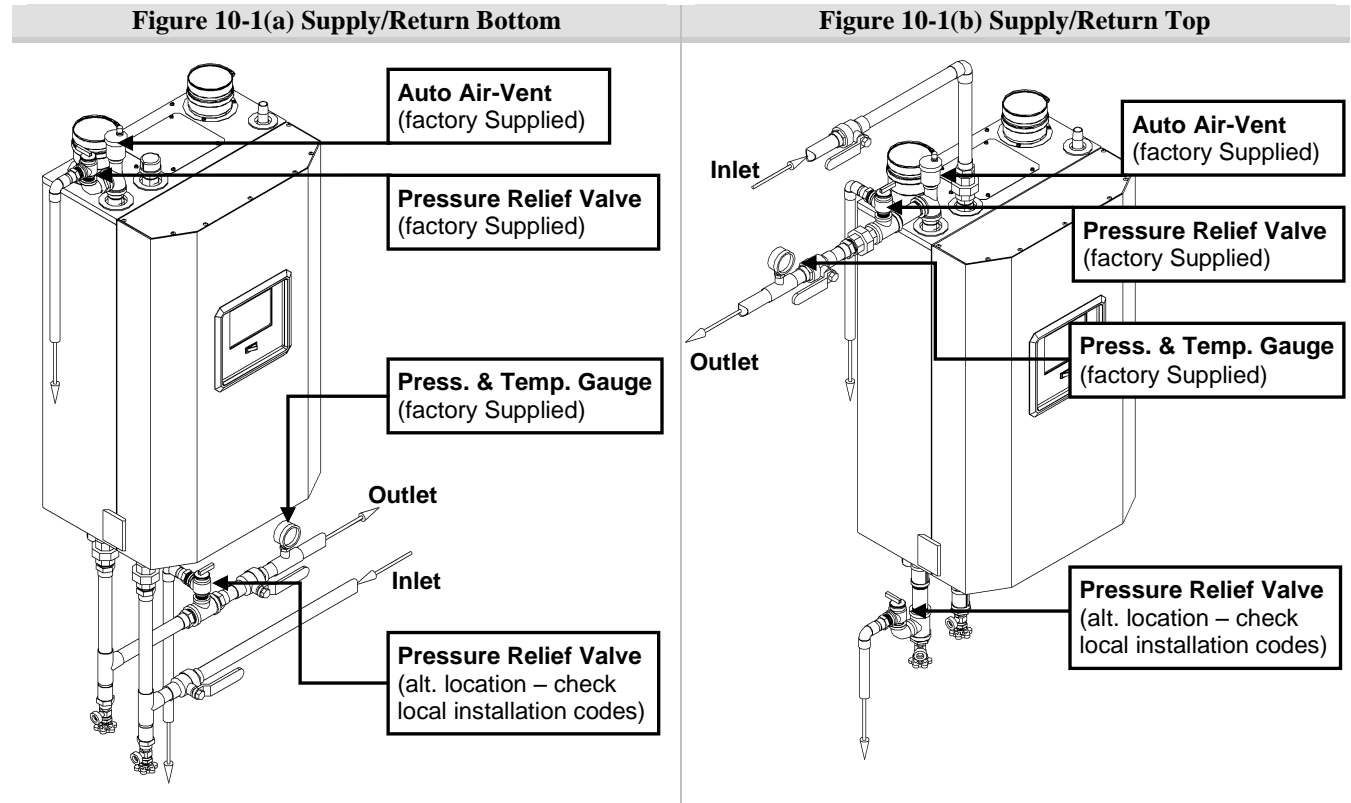 Figure 10-1(a) Supply/Return Bottom
Auto Air-Vent
(factory Supplied)
Pressure Relief Valve
(factory Supplied)
Press. & Temp. Gauge
(factory Supplied)
Outlet
Inlet
Pressure Relief Valve
(alt. location – check
local installation codes)
Figure 10-1(b) Supply/Return Top
Inlet
Auto Air-Vent
(factory Supplied)
Pressure Relief Valve
(factory Supplied)
Outlet
Press. & Temp. Gauge
(factory Supplied)
Pressure Relief Valve
(alt. location – check
local installation codes)